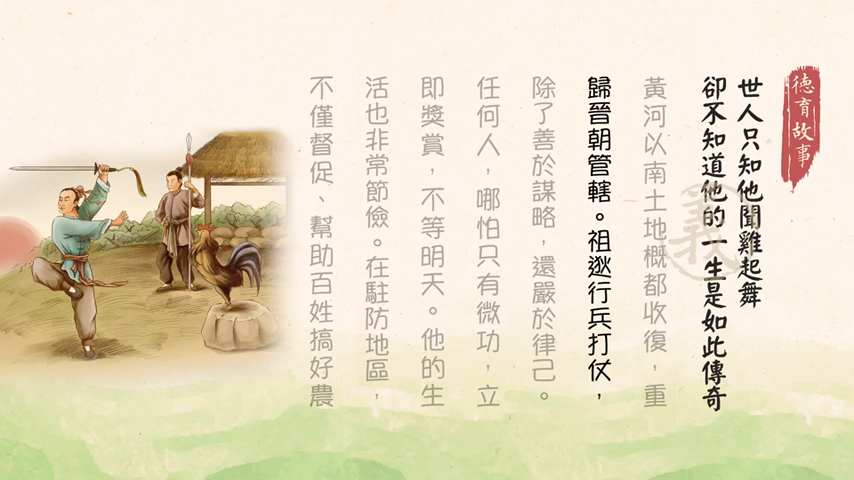 德育故事
世人只知他聞雞起舞
卻不知道他的一生是如此傳奇
黃河以南土地概都收復，重
歸晉朝管轄。祖逖行兵打仗，
除了善於謀略，還嚴於律己。
任何人，哪怕只有微功，立
即獎賞，不等明天。他的生
活也非常節儉。在駐防地區，
不僅督促、幫助百姓搞好農